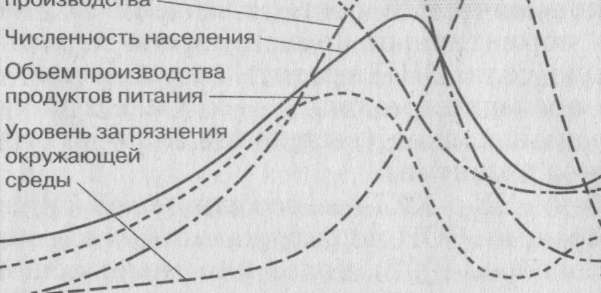 производства
Численность населения
Объем производства
продуктов питания
Уровень загрязнения
окружающей
среды